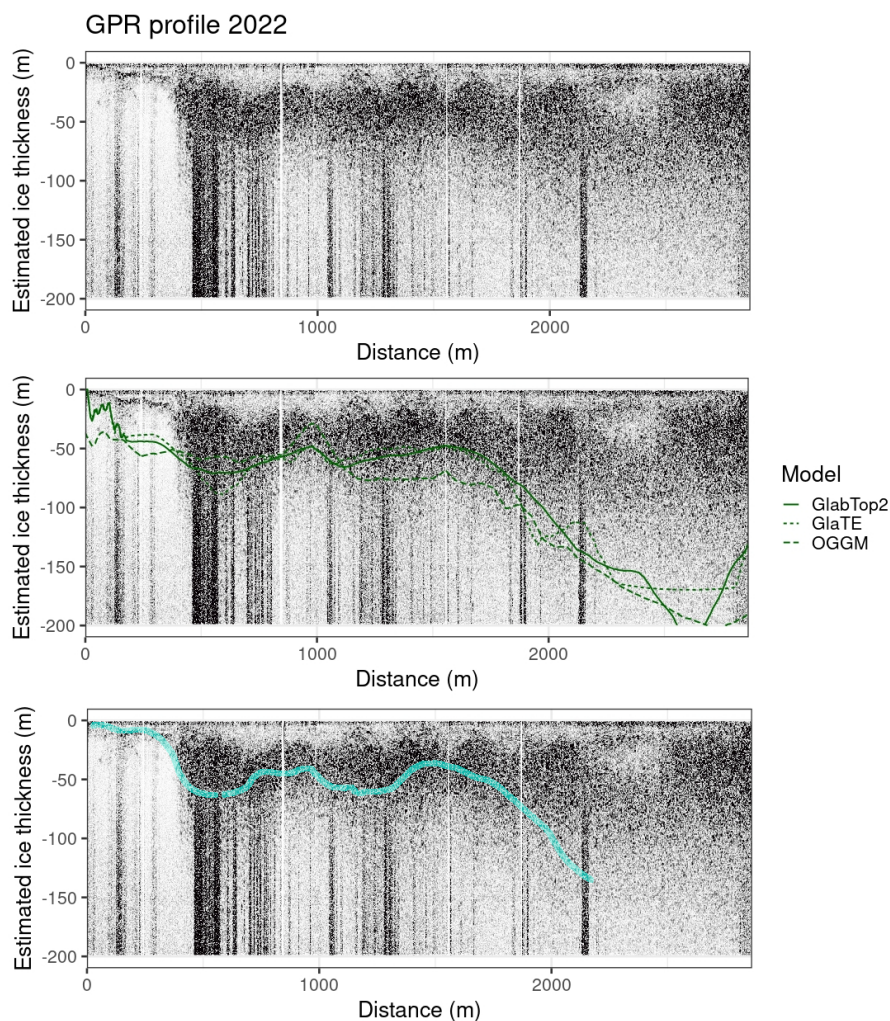 GPR profile 2022
Estimated ice thickness (m)
0
-50
-100
-150
-200
0
1000
2000
Distance (m)
Estimated ice thickness (m)
0
-50
-100
-150
-200
0
1000
2000
Distance (m)
Model
GlabTop2
GlaTE
OGGM
Estimated ice thickness (m)
0
-50
-100
-150
-200
0
1000
2000
Distance (m)